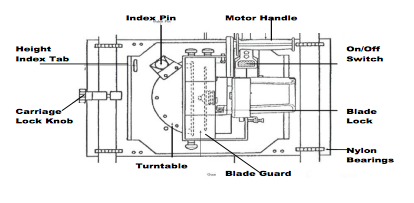 Index Pin
Motor Handle
Height
Index Tab
On/Off
Switch
Carriage
Lock Knob
Blade
Lock
Turntable
Blade Guard
Nylon
Bearings